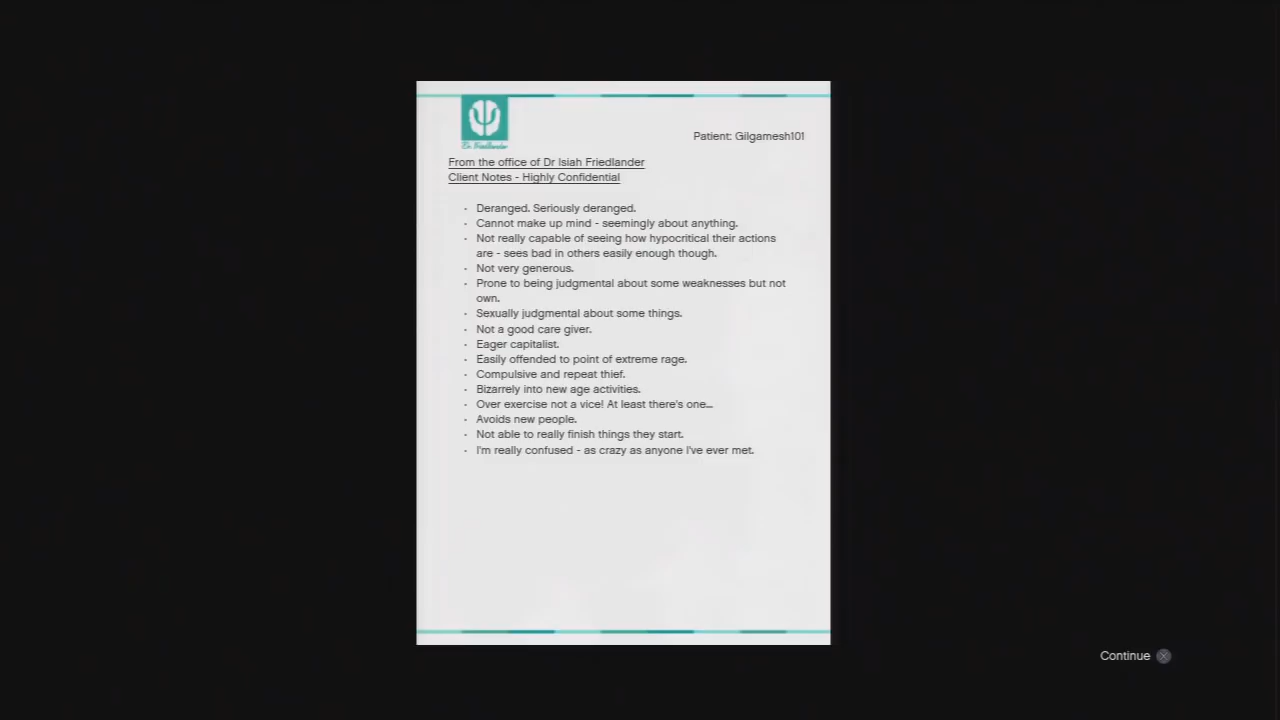 Dr. Friedlander
Patient: Gilgamesh101
From the office of Dr Isiah Friedlander
Client Notes - Highly Confidential
- Deranged. Seriously deranged.
- Cannot make up mind - seemingly about anything.
- Not really capable of seeing how hypocritical their actions
are - sees bad in others easily enough though.
- Not very generous.
- Prone to being judgmental about some weaknesses but not
own.
- Sexually judgmental about some things.
- Not a good care giver.
- Eager capitalist.
- Easily offended to point of extreme rage.
- Compulsive and repeat thief.
- Bizarrely into new age activities.
- Over exercise not a vice! At least there's one...
- Avoids new people.
- Not able to really finish things they start.
- I'm really confused - as crazy as anyone I've ever met.
Continue